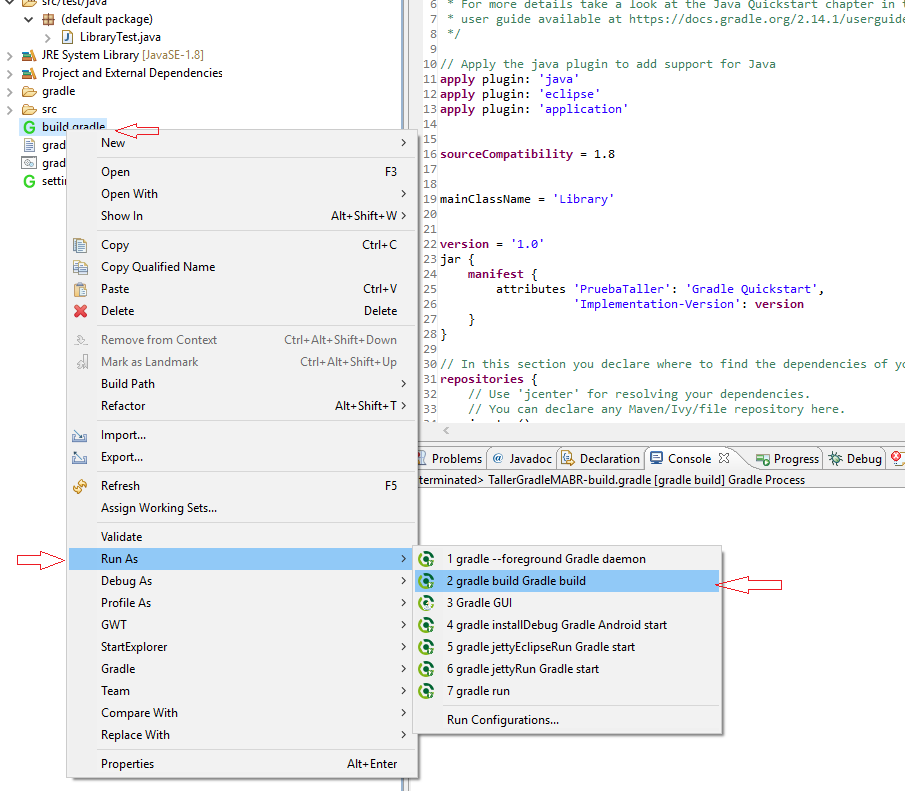 src/test/java
(default package)
LibraryTest.java
JRE System Library [JavaSE-1.8]
Project and External Dependencies
gradle
src
build.gradle
grad
grad
settin
New
Open F3
Open With
Show In Alt+Shift+W
Copy Ctrl+C
Copy Qualified Name
Paste Ctrl+V
Delete Delete
Remove from Context Ctrl+Alt+Shift+Down
Mark as Landmark Ctrl+Alt+Shift+Up
Build Path
Refactor Alt+Shift+T
Import...
Export...
Refresh F5
Assign Working Sets...
Validate
Run As
Debug As
Profile As
GWT
StartExplorer
Gradle
Team
Compare With
Replace With
Properties Alt+Enter
1 gradle --foreground Gradle daemon
2 gradle build Gradle build
3 Gradle GUI
4 gradle installDebug Gradle Android start
5 gradle jettyEclipseRun Gradle start
6 gradle jettyRun Gradle start
7 gradle run
Run Configurations...
6 * For more details take a look at the Java Quickstart chapter in t
7 * user guide available at https://docs.gradle.org/2.14.1/userguide
8 */
9
10 // Apply the java plugin to add support for Java
11 apply plugin: 'java'
12 apply plugin: 'eclipse'
13 apply plugin: 'application'
14
15
16 sourceCompatibility = 1.8
17
18
19 mainClassName = 'Library'
20
21
22 version = '1.0'
23 jar {
24 manifest {
25 attributes 'PruebaTaller': 'Gradle Quickstart',
26 'Implementation-Version': version
27 }
28 }
29
30 // In this section you declare where to find the dependencies of yo
31 repositories {
32 // Use 'jcenter' for resolving your dependencies.
33 // You can declare any Maven/Ivy/file repository here.
Problems @ Javadoc Declaration Console Progress Debug
terminated> TallerGradleMABR-build.gradle [gradle build] Gradle Process